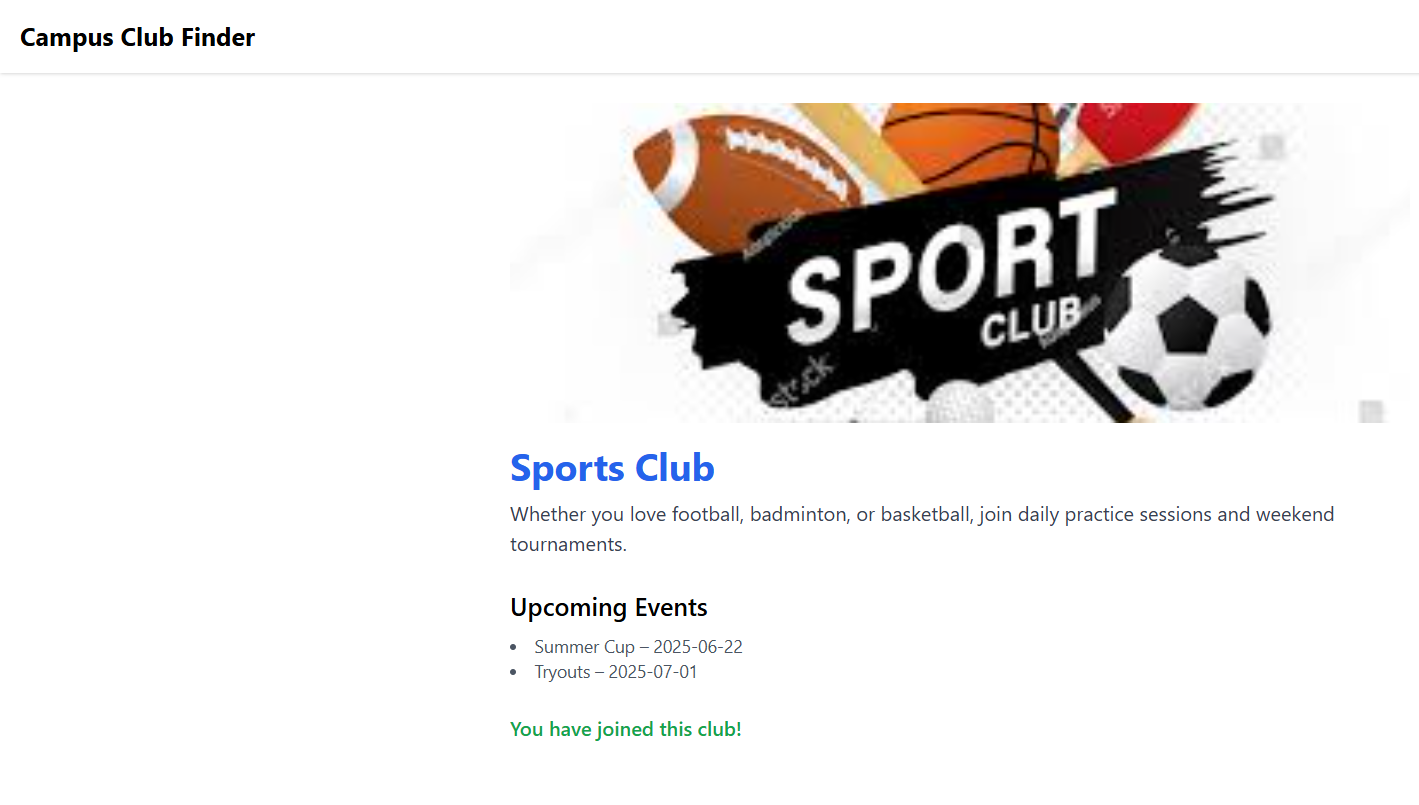 Campus Club Finder
SPORT
CLUB
Sports Club
Whether you love football, badminton, or basketball, join daily practice sessions and weekend
tournaments.
Upcoming Events
• Summer Cup – 2025-06-22
• Tryouts – 2025-07-01
You have joined this club!